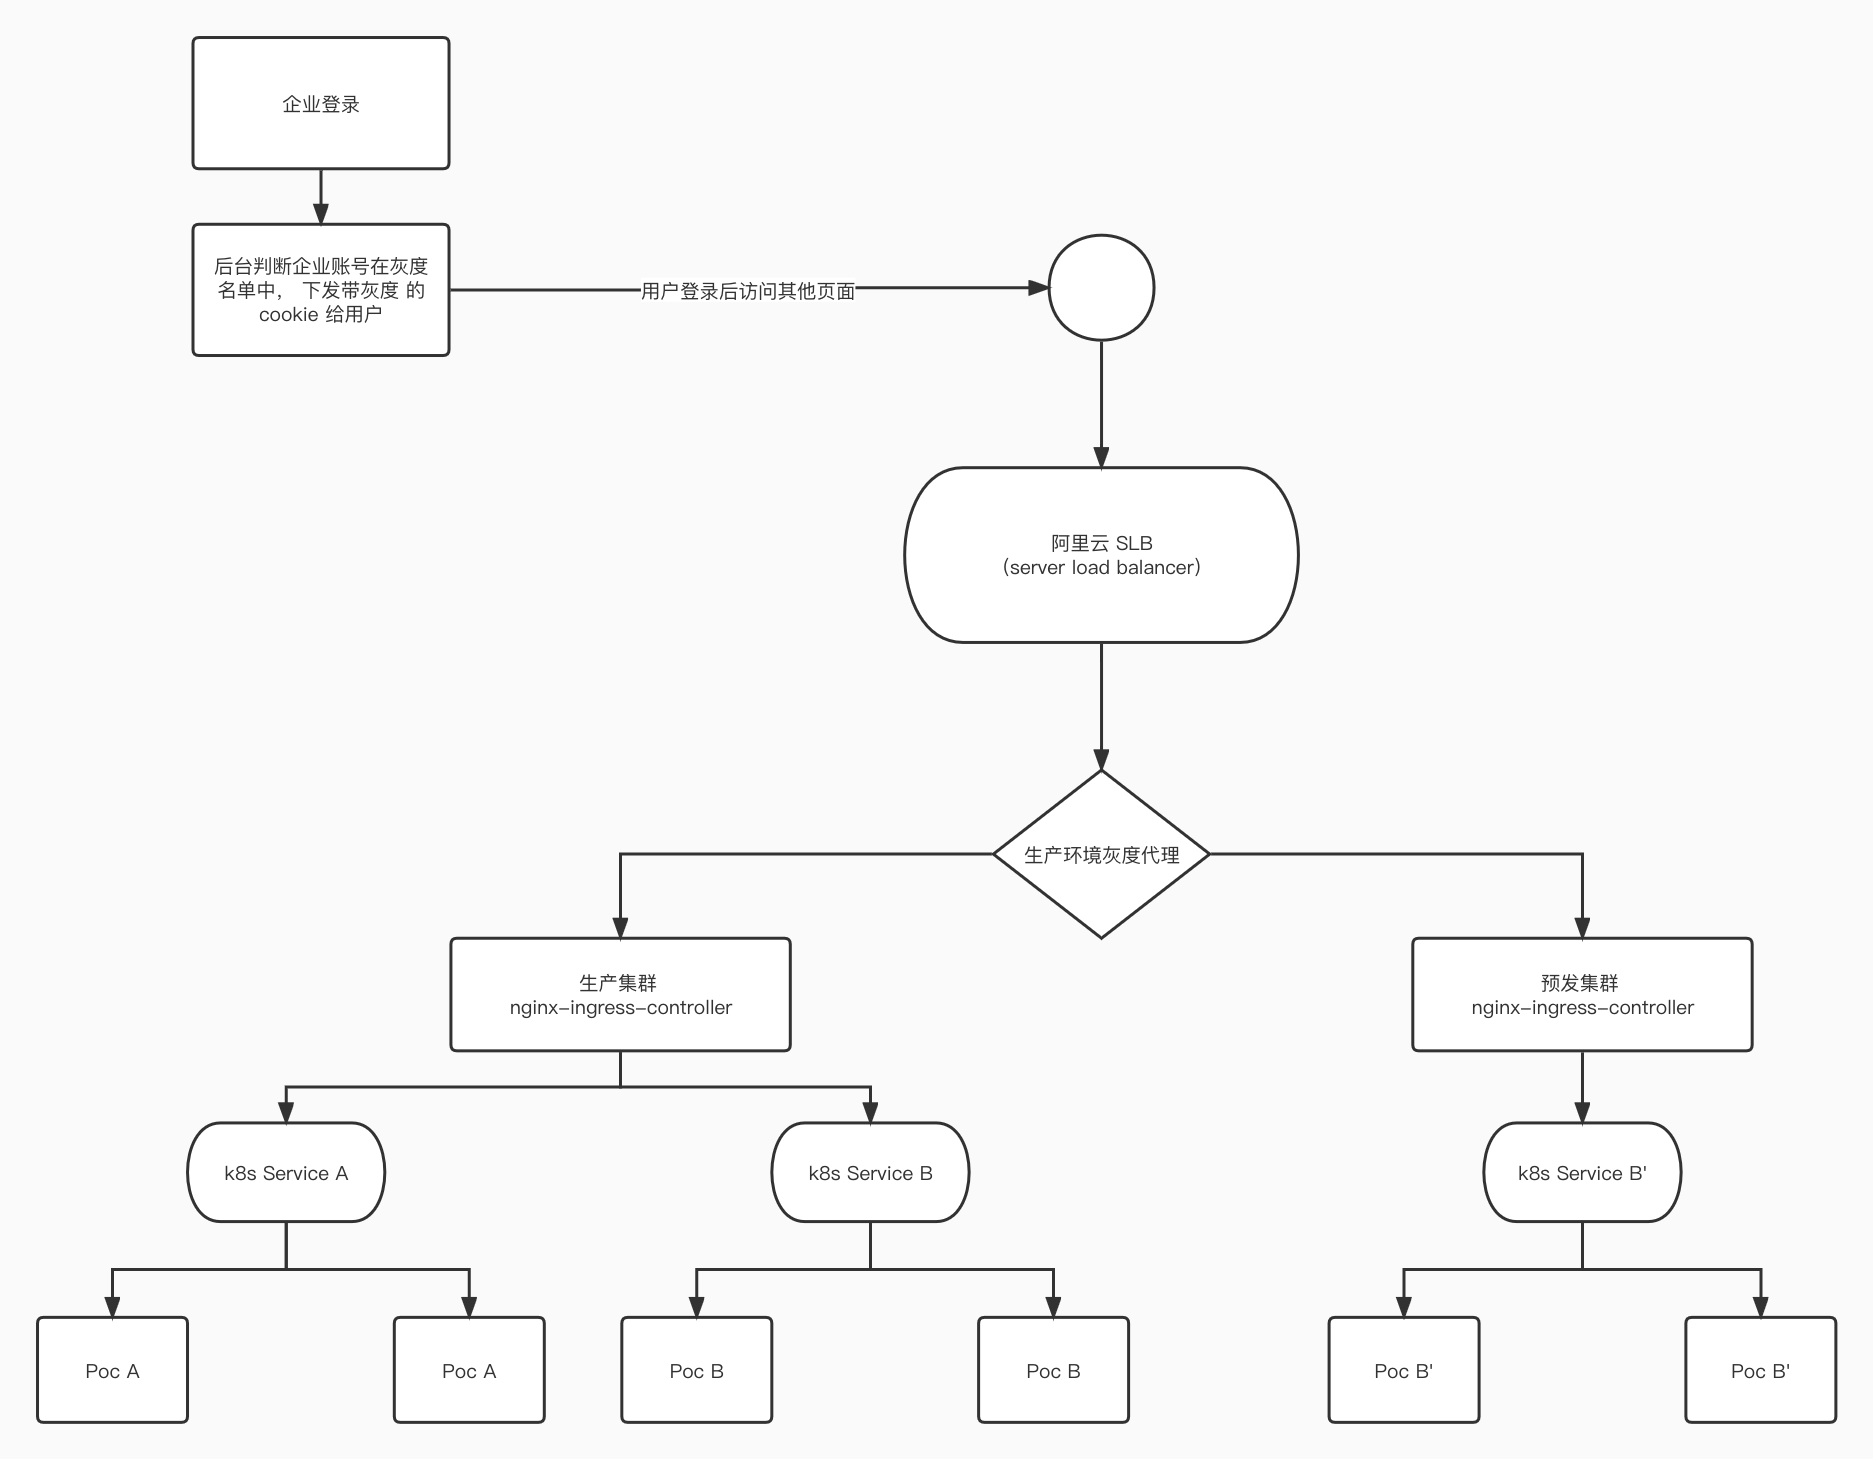 企业登录
后台判断企业账号在灰度
名单中， 下发带灰度 的
cookie 给用户
用户登录后访问其他页面
阿里云 SLB
(server load balancer)
生产环境灰度代理
生产集群
nginx-ingress-controller
预发集群
nginx-ingress-controller
k8s Service A
k8s Service B
k8s Service B'
Poc A
Poc A
Poc B
Poc B
Poc B'
Poc B'